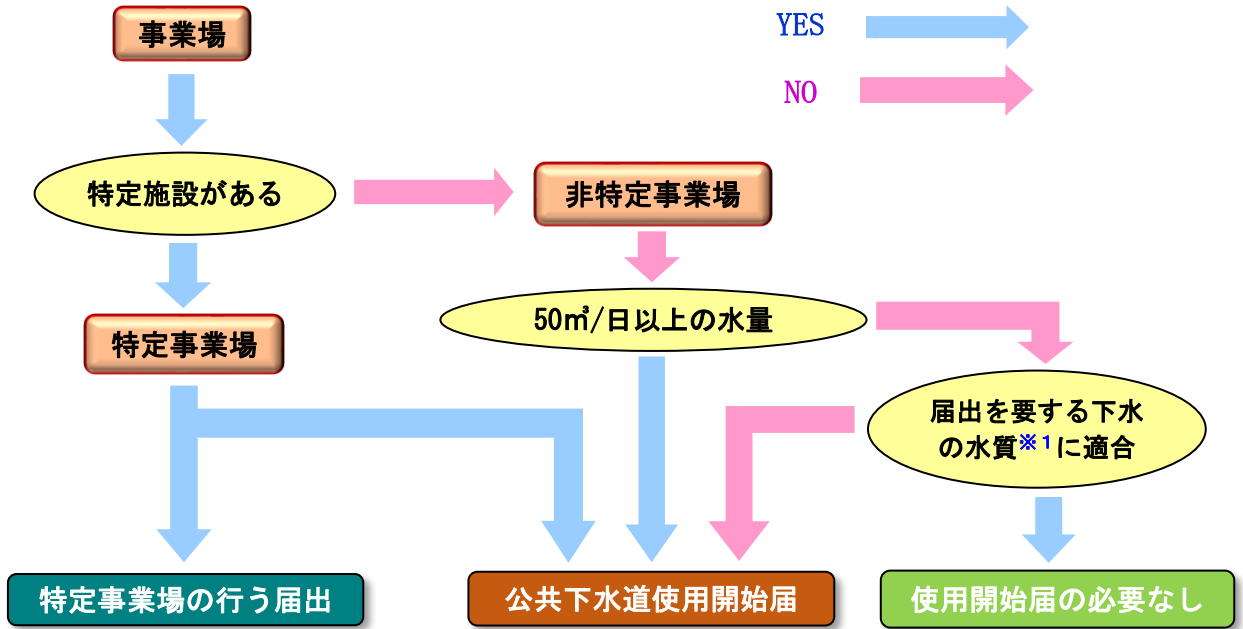 事業場
YES
NO
特定施設がある
非特定事業場
50㎥/日以上の水量
特定事業場
届出を要する下水
の水質※1に適合
特定事業場の行う届出
公共下水道使用開始届
使用開始届の必要なし